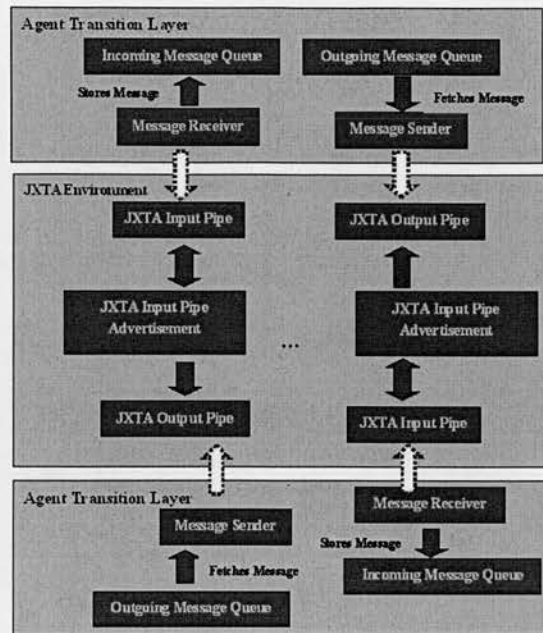 Agent Transition Layer
Incoming Message Queue
Outgoing Message Queue
Stores Message
Fetches Message
Message Receiver
Message Sender
JXTA Environment
JXTA Input Pipe
JXTA Output Pipe
JXTA Input Pipe
Advertisement
...
JXTA Input Pipe
Advertisement
JXTA Output Pipe
JXTA Input Pipe
Agent Transition Layer
Message Receiver
Message Sender
Stores Message
Fetches Message
Incoming Message Queue
Outgoing Message Queue